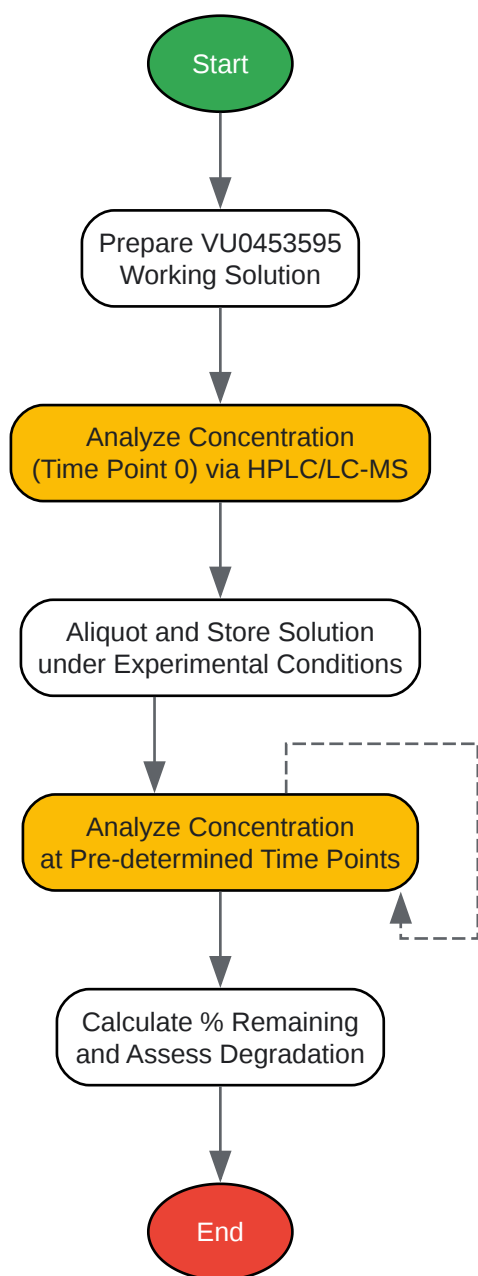 Start
Prepare VU0453595
Working Solution
Analyze Concentration
(Time Point 0) via HPLC/LC-MS
Aliquot and Store Solution
under Experimental Conditions
Analyze Concentration
at Pre-determined Time Points
Calculate % Remaining
and Assess Degradation
End